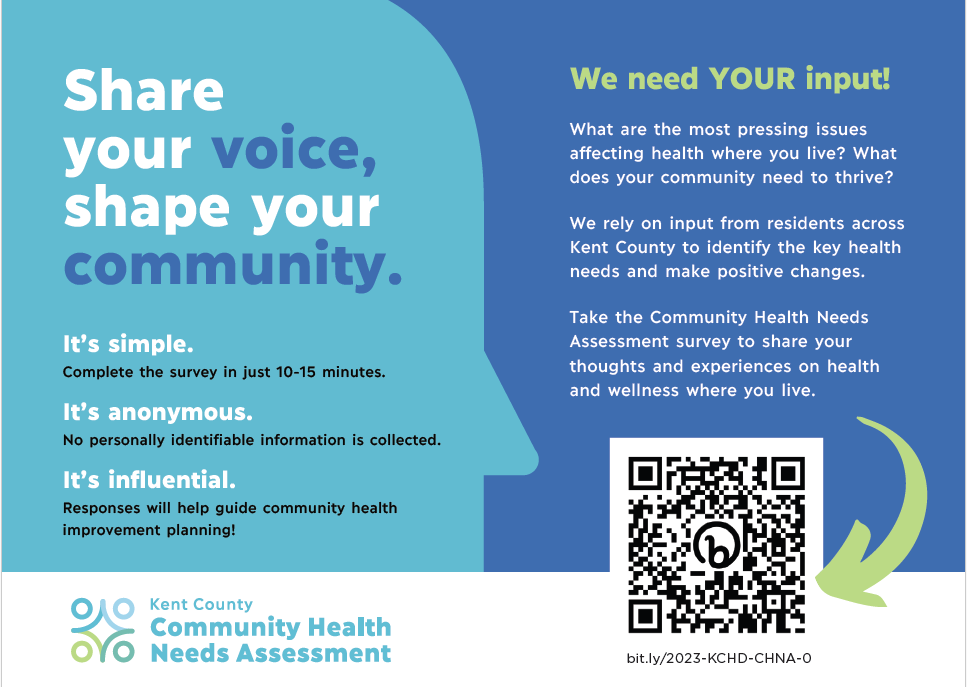 Share
your voice,
shape your
community.
It's simple.
Complete the survey in just 10-15 minutes.
It's anonymous.
No personally identifiable information is collected.
It's influential.
Responses will help guide community health
improvement planning!
We need YOUR input!
What are the most pressing issues
affecting health where you live? What
does your community need to thrive?
We rely on input from residents across
Kent County to identify the key health
needs and make positive changes.
Take the Community Health Needs
Assessment survey to share your
thoughts and experiences on health
and wellness where you live.
b
bit.ly/2023-KCHD-CHNA-0
Kent County
Community Health
Needs Assessment